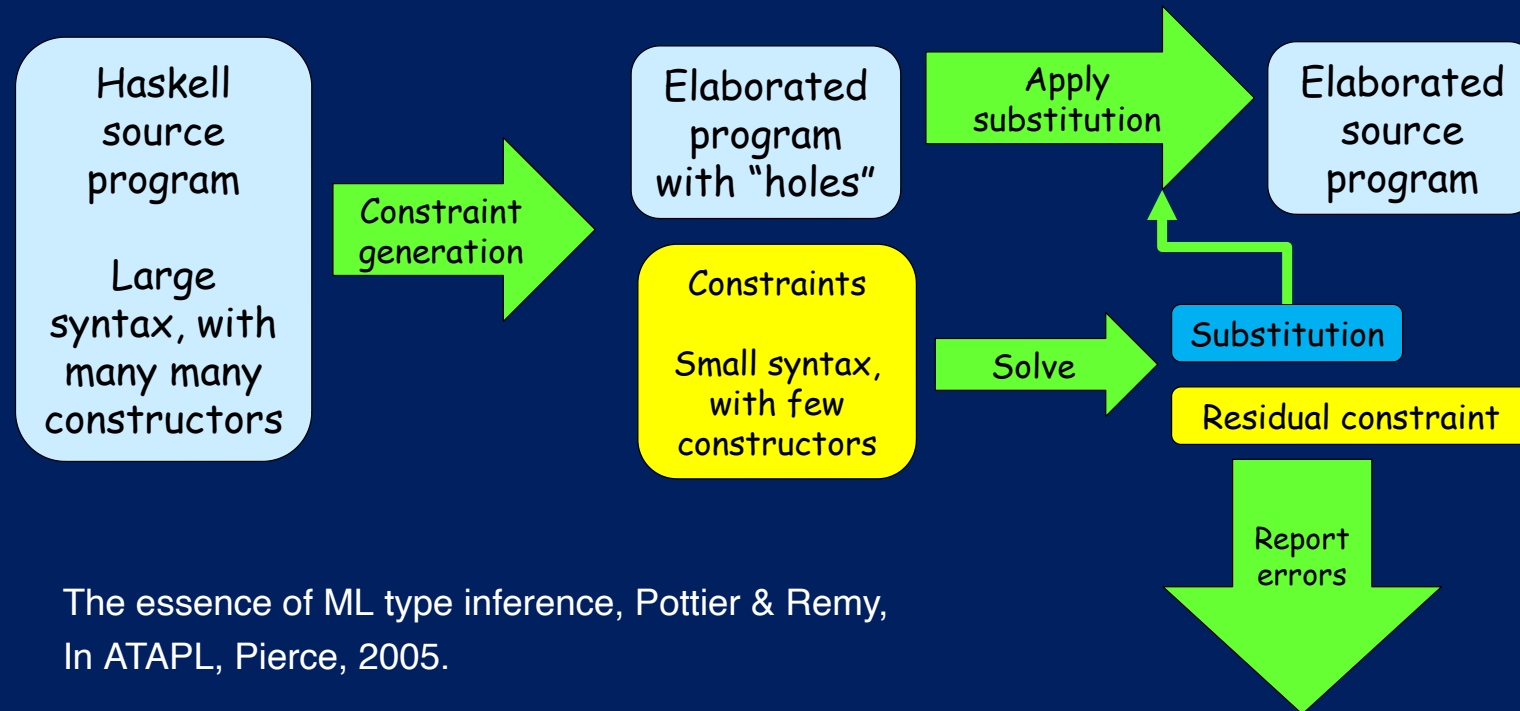 Haskell
source
program
Large
syntax, with
many many
constructors
Constraint
generation
Elaborated
program
with “holes”
Constraints
Small syntax,
with few
constructors
Apply
substitution
Elaborated
source
program
Solve
Substitution
Residual constraint
Report
errors
The essence of ML type inference, Pottier & Remy,
In ATAPL, Pierce, 2005.